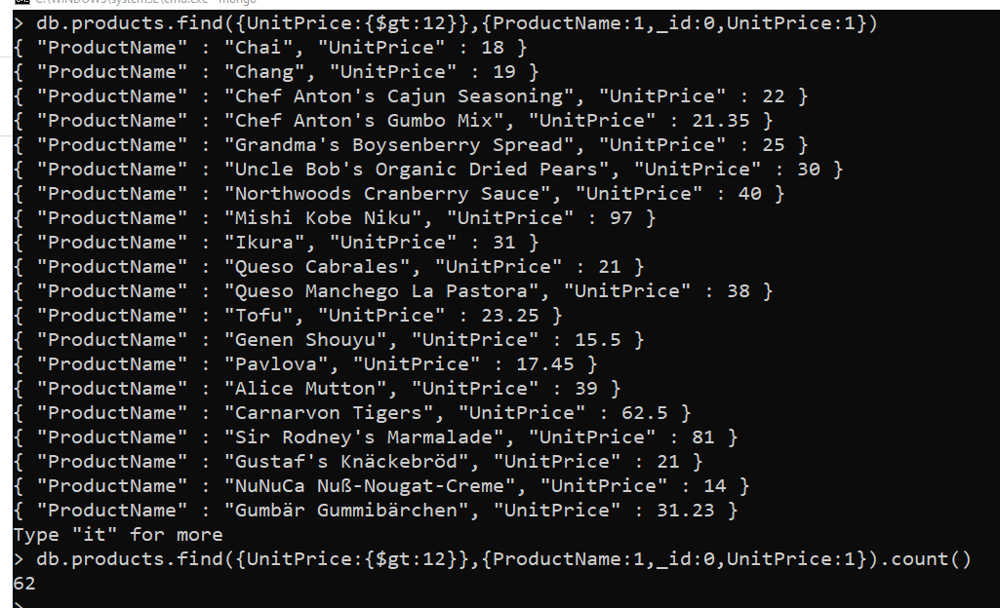 > db.products.find({UnitPrice:{$gt:12}},{ProductName:1,_id:0,UnitPrice:1})
{ "ProductName" : "Chai", "UnitPrice" : 18 }
{ "ProductName" : "Chang", "UnitPrice" : 19 }
{ "ProductName" : "Chef Anton's Cajun Seasoning", "UnitPrice" : 22 }
{ "ProductName" : "Chef Anton's Gumbo Mix", "UnitPrice" : 21.35 }
{ "ProductName" : "Grandma's Boysenberry Spread", "UnitPrice" : 25 }
{ "ProductName" : "Uncle Bob's Organic Dried Pears", "UnitPrice" : 30 }
{ "ProductName" : "Northwoods Cranberry Sauce", "UnitPrice" : 40 }
{ "ProductName" : "Mishi Kobe Niku", "UnitPrice" : 97 }
{ "ProductName" : "Ikura", "UnitPrice" : 31 }
{ "ProductName" : "Queso Cabrales", "UnitPrice" : 21 }
{ "ProductName" : "Queso Manchego La Pastora", "UnitPrice" : 38 }
{ "ProductName" : "Tofu", "UnitPrice" : 23.25 }
{ "ProductName" : "Genen Shouyu", "UnitPrice" : 15.5 }
{ "ProductName" : "Pavlova", "UnitPrice" : 17.45 }
{ "ProductName" : "Alice Mutton", "UnitPrice" : 39 }
{ "ProductName" : "Carnarvon Tigers", "UnitPrice" : 62.5 }
{ "ProductName" : "Sir Rodney's Marmalade", "UnitPrice" : 81 }
{ "ProductName" : "Gustaf's Knäckebröd", "UnitPrice" : 21 }
{ "ProductName" : "NuNuCa Nuß-Nougat-Creme", "UnitPrice" : 14 }
{ "ProductName" : "Gumbär Gummibärchen", "UnitPrice" : 31.23 }
Type "it" for more
> db.products.find({UnitPrice:{$gt:12}},{ProductName:1,_id:0,UnitPrice:1}).count()
62
>